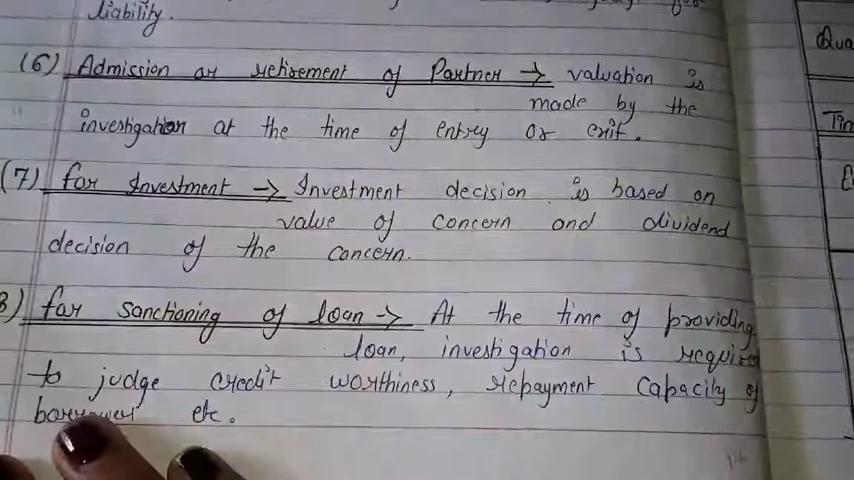 liability.
(6) Admission or retirement of Partner → valuation is
made by the
investigation at the time of entry or exit.
(7) for Investment → Investment decision is based on
value of concern and dividend
decision of the concern.
8) for sanctioning of loan → At the time of providing
loan, investigation is required
to judge credit worthiness, repayment capacity of
borrower etc.
Qua
Tim